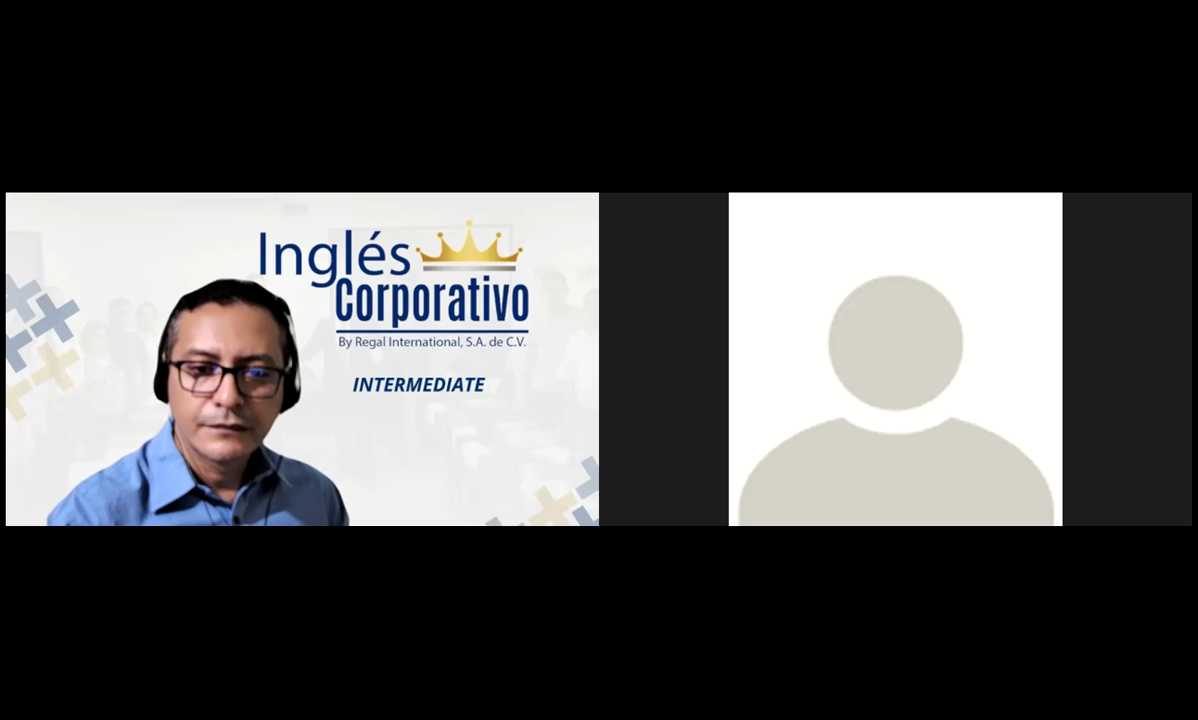 Inglés
Corporativo
By Regal International, S.A. de C.V.
INTERMEDIATE